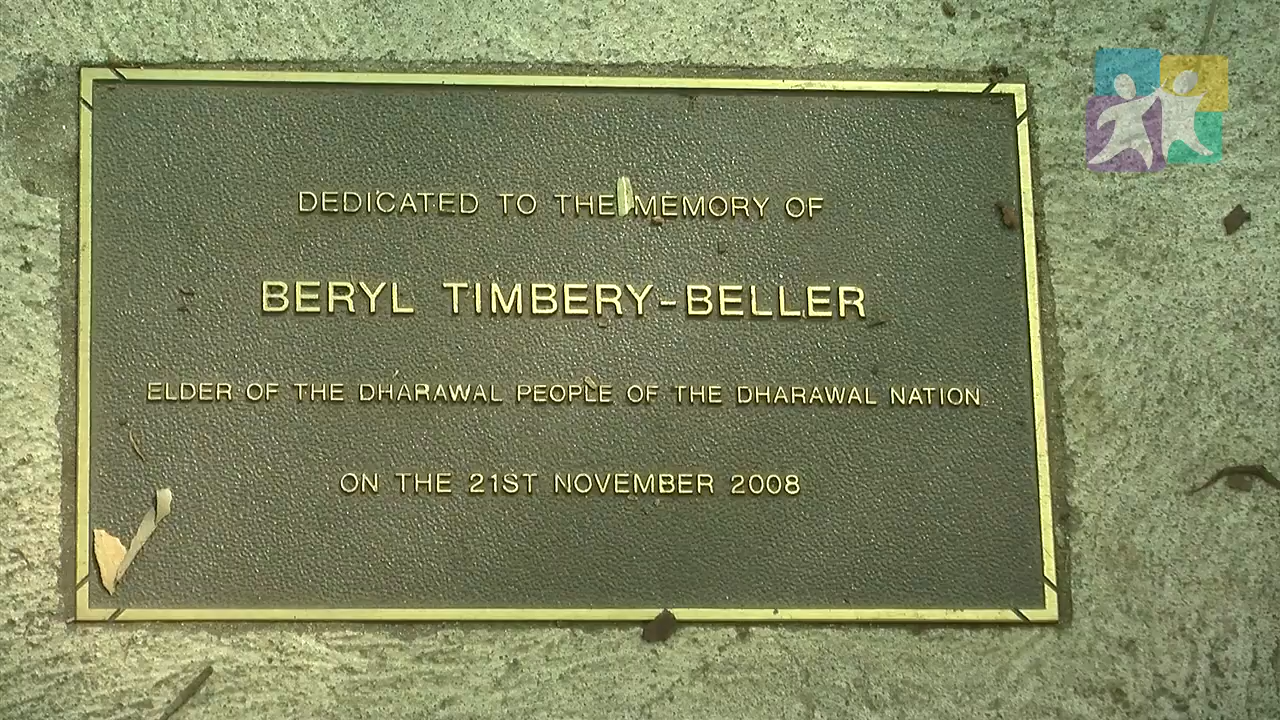 DEDICATED TO THE MEMORY OF
BERYL TIMBERY-BELLER
ELDER OF THE DHARAWAL PEOPLE OF THE DHARAWAL NATION
ON THE 21ST NOVEMBER 2008